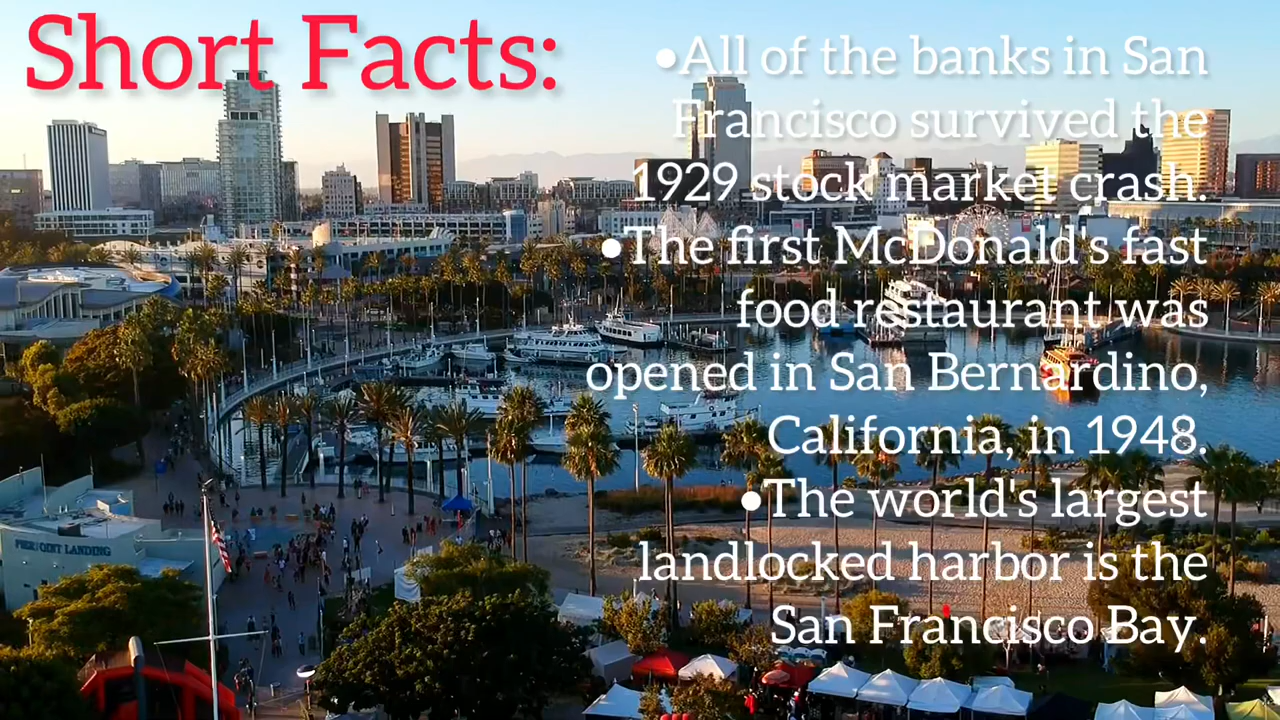 Short Facts:
•All of the banks in San
Francisco survived the
1929 stock market crash.
•The first McDonald's fast
food restaurant was
opened in San Bernardino,
California, in 1948.
•The world's largest
landlocked harbor is the
San Francisco Bay.
PIERPOINT LANDING